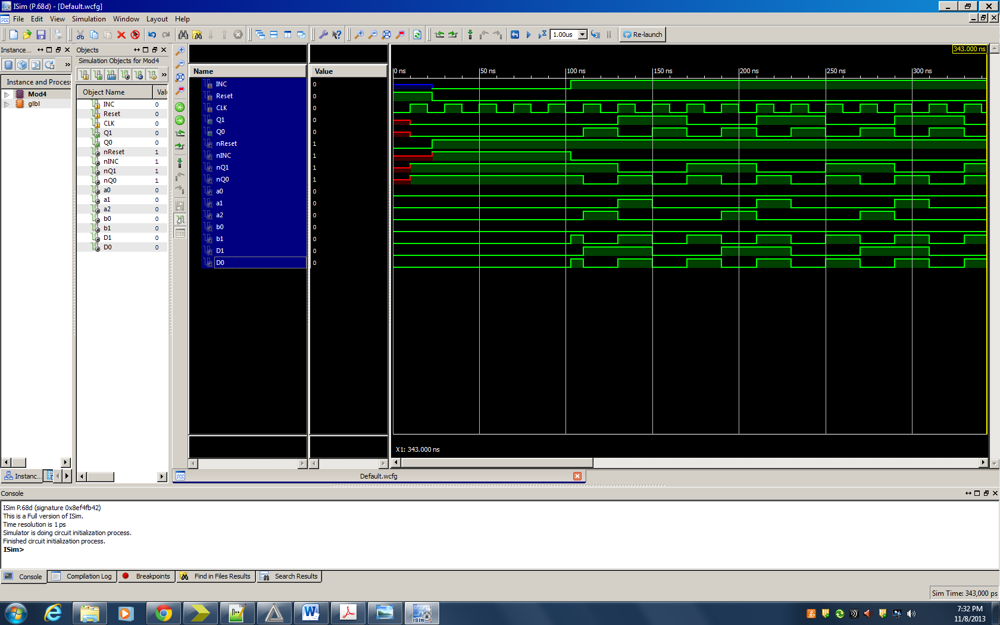 ISim (P.68d) - [Default.wcfg]
File Edit View Simulation Window Layout Help
1.00us
Re-launch
Instance...
Objects
Simulation Objects for Mod4
Instance and Process
Mod4
glbl
Object Name Valu
INC 0
Reset 0
CLK 0
Q1 0
Q0 0
nReset 1
nINC 1
nQ1 1
nQ0 1
a0 0
a1 0
a2 0
b0 0
b1 0
D1 0
D0 0
Name Value
INC 0
Reset 0
CLK 0
Q1 0
Q0 0
nReset 1
nINC 1
nQ1 1
nQ0 1
a0 0
a1 0
a2 0
b0 0
b1 0
D1 0
D0 0
343.000 ns
0 ns 50 ns 100 ns 150 ns 200 ns 250 ns 300 ns
X1: 343.000 ns
Instanc...
Default.wcfg
Console
ISim P.68d (signature 0x8ef4fb42)
This is a Full version of ISim.
Time resolution is 1 ps
Simulator is doing circuit initialization process.
Finished circuit initialization process.
ISim>
Console Compilation Log Breakpoints Find in Files Results Search Results
Sim Time: 343,000 ps
7:32 PM
11/8/2013